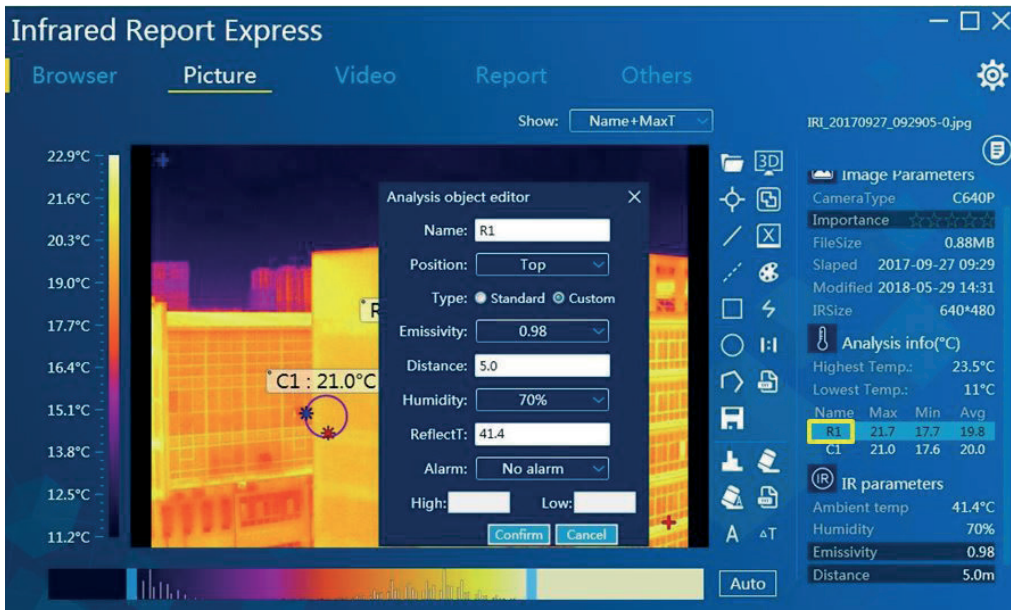 Infrared Report Express
Browser Picture Video Report Others
Show: Name+MaxT
IRI_20170927_092905-0.jpg
22.9°C
21.6°C
20.3°C
19.0°C
17.7°C
16.4°C
15.1°C
13.8°C
12.5°C
11.2°C
R
C1 : 21.0°C
Analysis object editor
Name: R1
Position: Top
Type: Standard Custom
Emissivity: 0.98
Distance: 5.0
Humidity: 70%
ReflectT: 41.4
Alarm: No alarm
High: Low:
Confirm Cancel
3D
X
1:1
A ΔT
Auto
Image Parameters
CameraType C640P
Importance
FileSize 0.88MB
Slaped 2017-09-27 09:29
Modified 2018-05-29 14:31
IRSize 640*480
Analysis info(°C)
Highest Temp.: 23.5°C
Lowest Temp.: 11°C
Name Max Min Avg
R1 21.7 17.7 19.8
C1 21.0 17.6 20.0
IR IR parameters
Ambient temp 41.4°C
Humidity 70%
Emissivity 0.98
Distance 5.0m